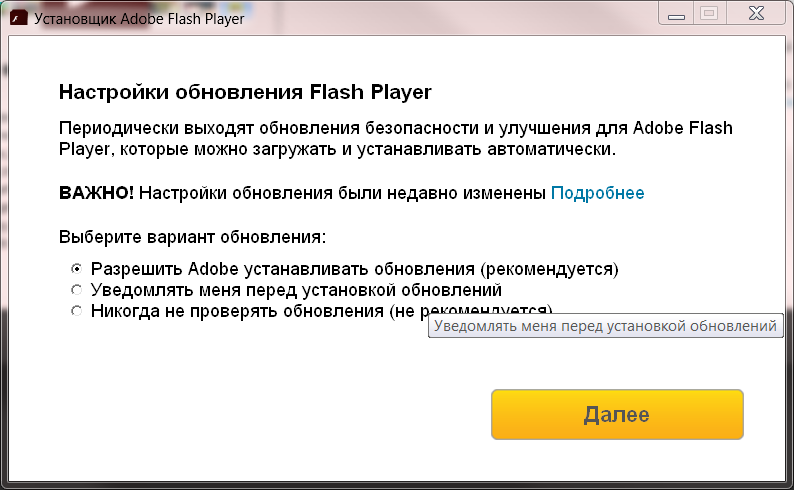 Установщик Adobe Flash Player
Настройки обновления Flash Player
Периодически выходят обновления безопасности и улучшения для Adobe Flash
Player, которые можно загружать и устанавливать автоматически.
ВАЖНО! Настройки обновления были недавно изменены Подробнее
Выберите вариант обновления:
Разрешить Adobe устанавливать обновления (рекомендуется)
Уведомлять меня перед установкой обновлений
Никогда не проверять обновления (не рекомендуется)
Уведомлять меня перед установкой обновлений
Далее